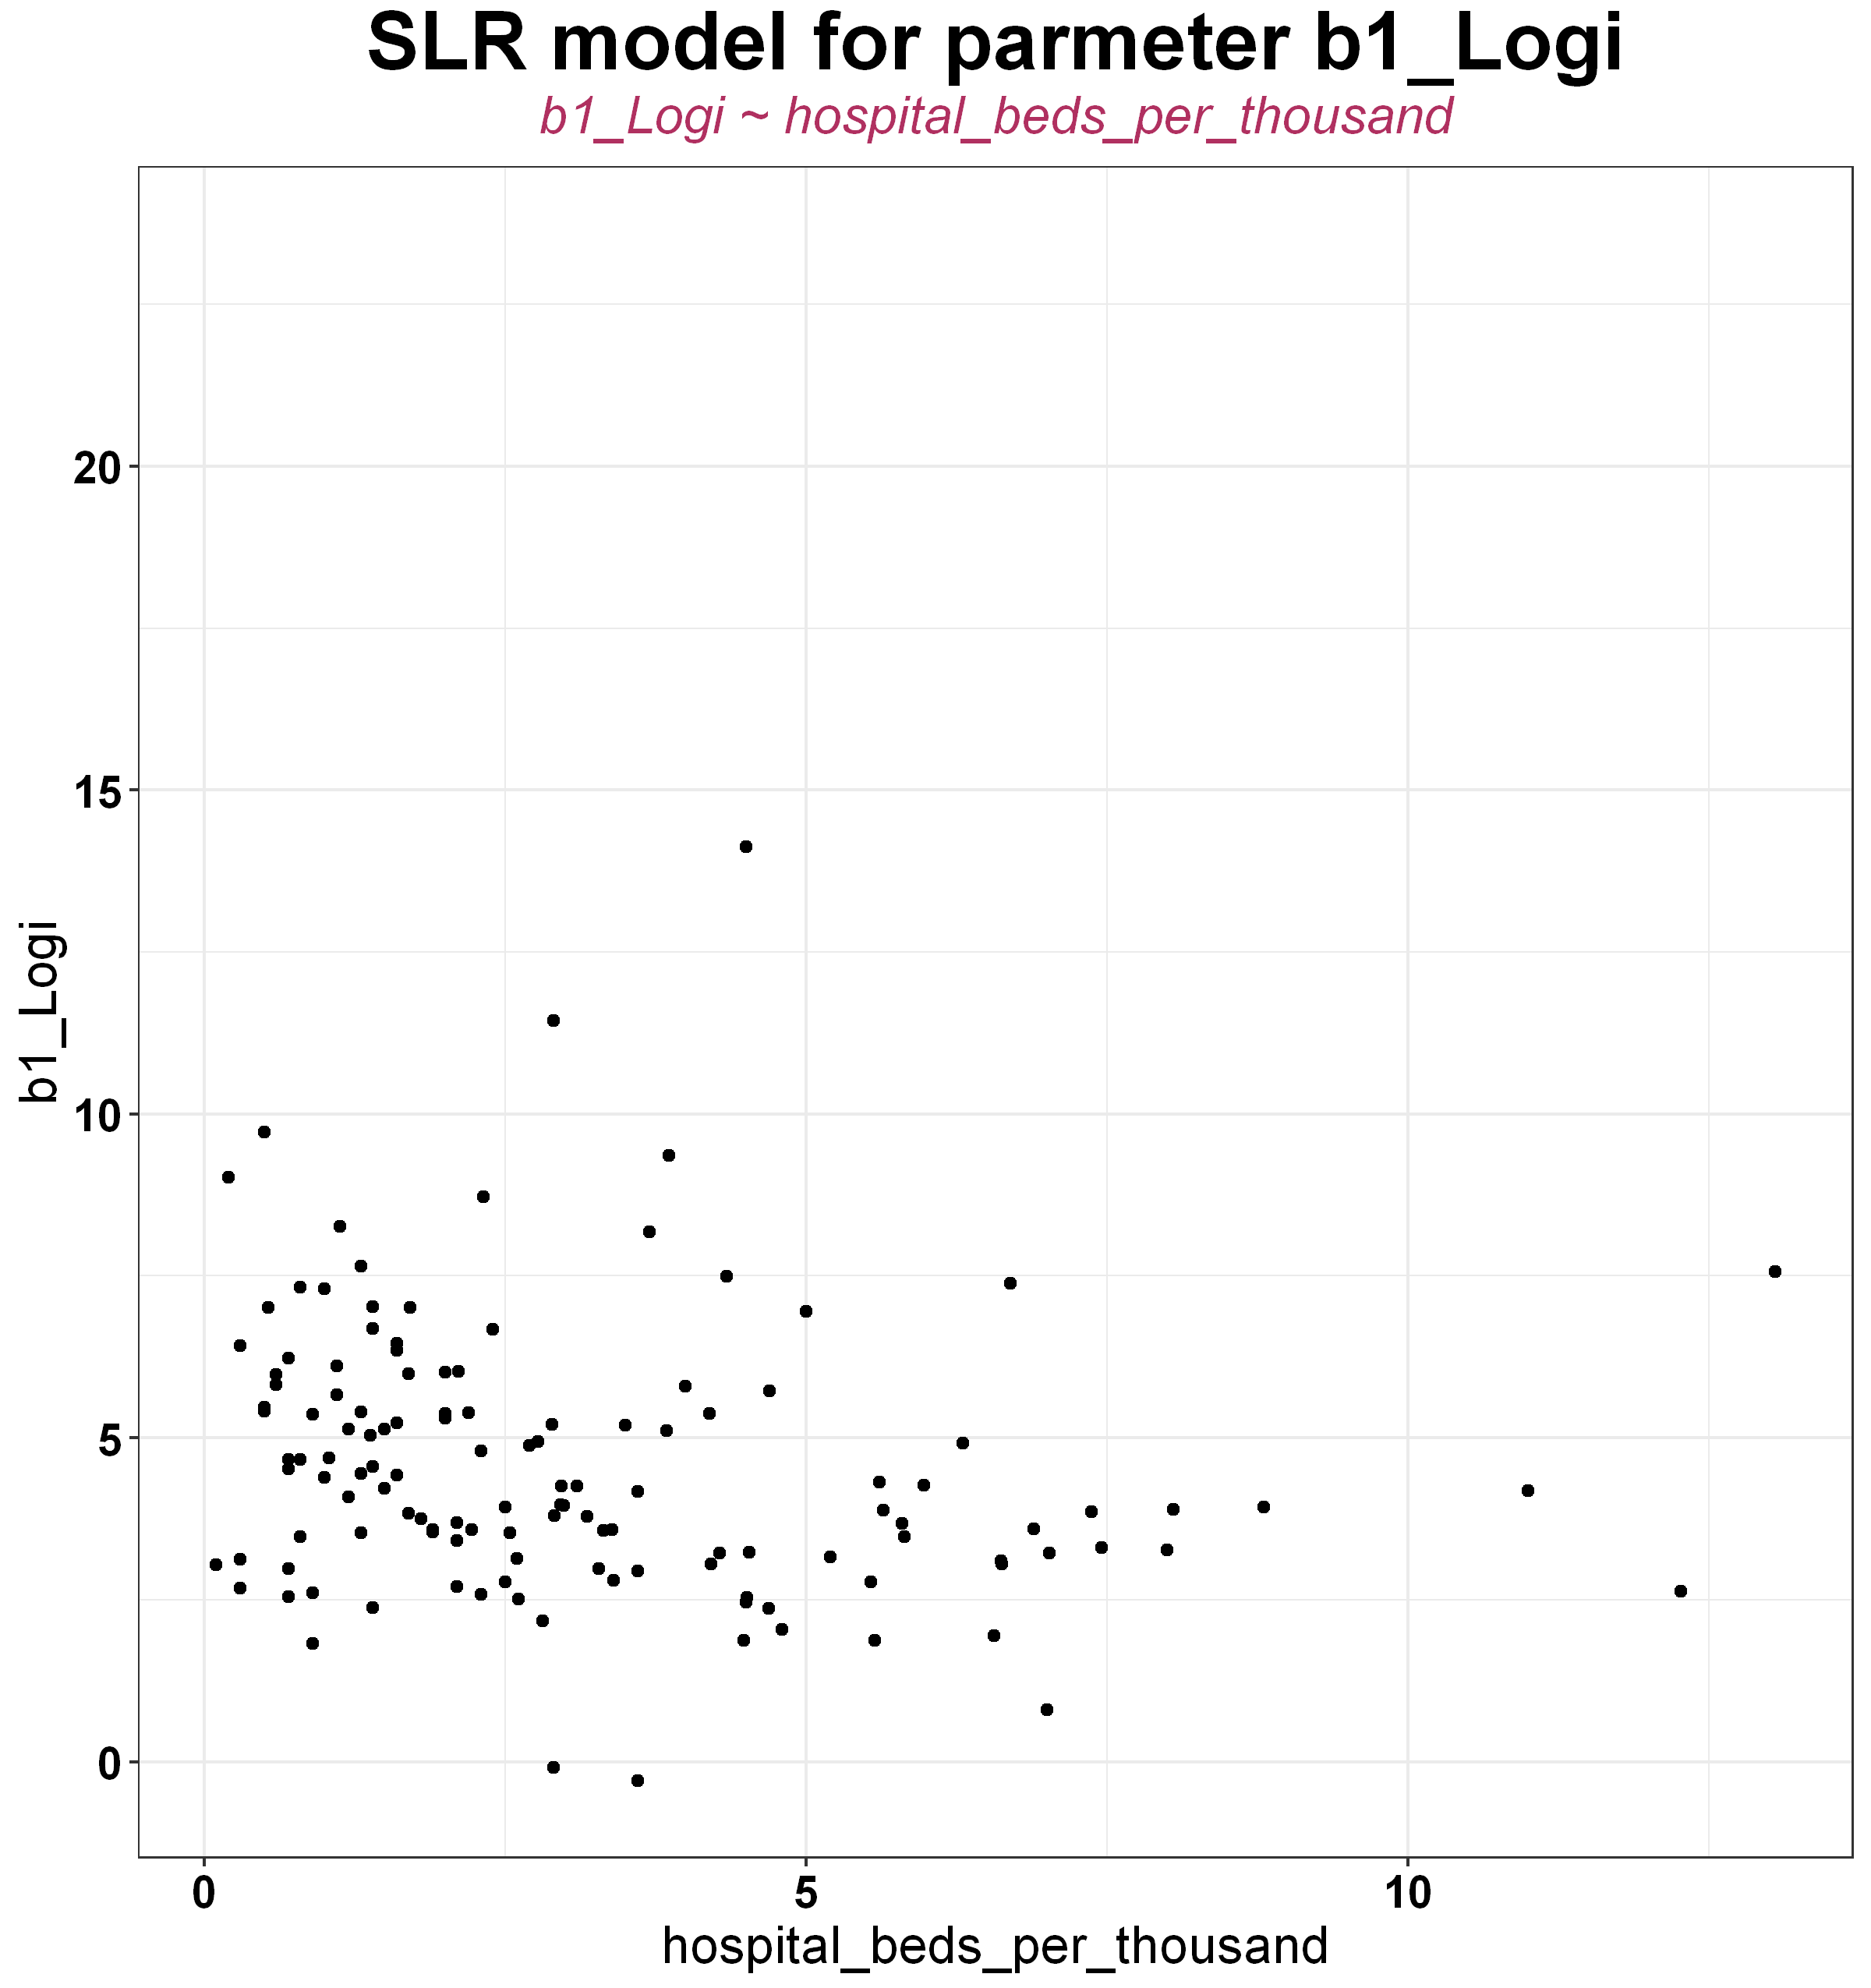 SLR model for parmeter b1_Logi
b1_Logi ~ hospital_beds_per_thousand
20
15
10
5
0
b1_Logi
0 5 10
hospital_beds_per_thousand